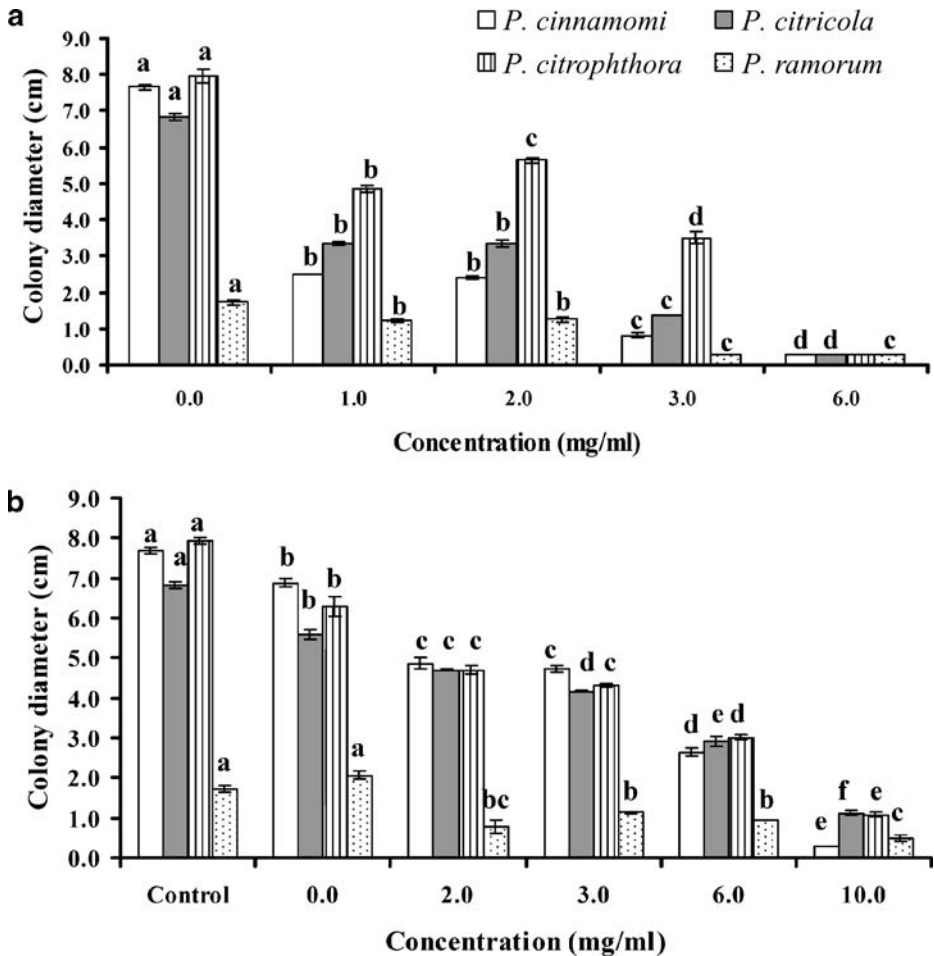 a
P. cinnamomi P. citricola
P. citrophthora P. ramorum
9.0
8.0
7.0
6.0
5.0
4.0
3.0
2.0
1.0
0.0
Colony diameter (cm)
a a a a
b b b b
b b c b
c c d c
d d c
0.0 1.0 2.0 3.0 6.0
Concentration (mg/ml)
b
9.0
8.0
7.0
6.0
5.0
4.0
3.0
2.0
1.0
0.0
Colony diameter (cm)
a a a a
b b b a
c c c bc
c d c b
d e d b
e f e c
Control 0.0 2.0 3.0 6.0 10.0
Concentration (mg/ml)